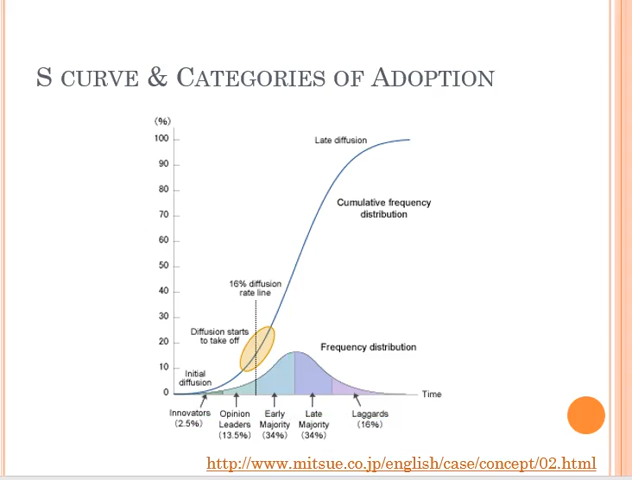 S CURVE & CATEGORIES OF ADOPTION
(%)
100
90
80
70
60
50
40
30
20
10
0
Late diffusion
Cumulative frequency
distribution
16% diffusion
rate line
Diffusion starts
to take off
Frequency distribution
Initial
diffusion
Time
Innovators
(2.5%)
Opinion
Leaders
(13.5%)
Early
Majority
(34%)
Late
Majority
(34%)
Laggards
(16%)
http://www.mitsue.co.jp/english/case/concept/02.html